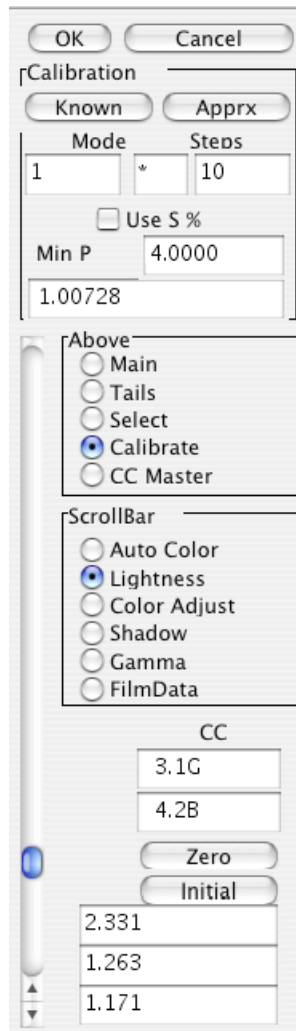 OK Cancel
Calibration
Known Apprx
Mode Steps
1 * 10
Use S %
Min P 4.0000
1.00728
Above
Main
Tails
Select
Calibrate
CC Master
ScrollBar
Auto Color
Lightness
Color Adjust
Shadow
Gamma
FilmData
CC
3.1G
4.2B
Zero
Initial
2.331
1.263
1.171